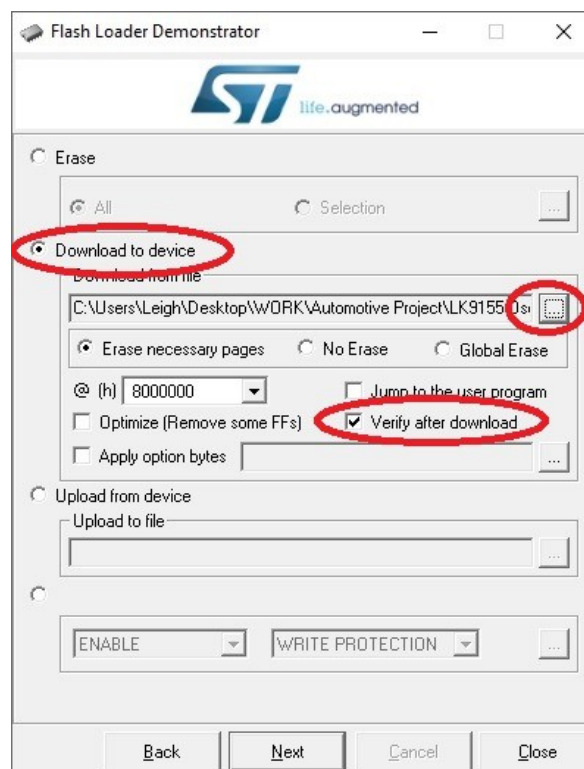 Flash Loader Demonstrator
ST life.augmented
Erase
All Selection ...
Download to device
Download from file
C:\Users\Leigh\Desktop\WORK\Automotive Project\LK9155 ...
Erase necessary pages No Erase Global Erase
@ (h) 8000000 Jump to the user program
Optimize (Remove some FFs) Verify after download
Apply option bytes ...
Upload from device
Upload to file
...
ENABLE WRITE PROTECTION ...
Back Next Cancel Close